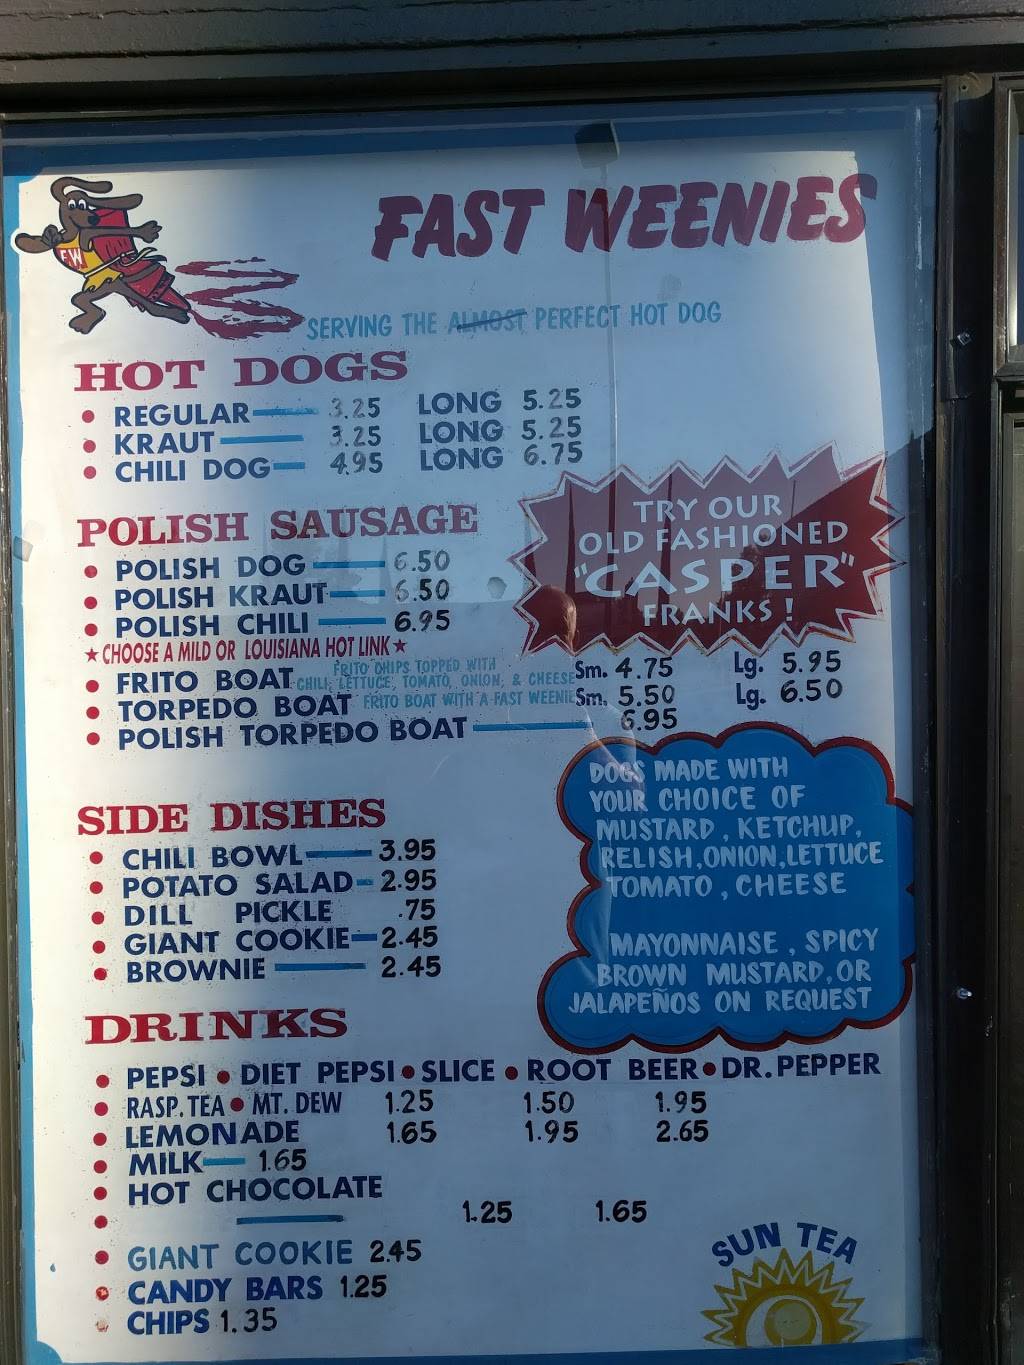 FW
FAST WEENIES
SERVING THE ALMOST PERFECT HOT DOG
HOT DOGS
• REGULAR 3.25 LONG 5.25
• KRAUT 3.25 LONG 5.25
• CHILI DOG 4.95 LONG 6.75
POLISH SAUSAGE
• POLISH DOG 6.50
• POLISH KRAUT 6.50
• POLISH CHILI 6.95
★ CHOOSE A MILD OR LOUISIANA HOT LINK ★
TRY OUR
OLD FASHIONED
"CASPER"
FRANKS!
• FRITO BOAT FRITO CHIPS TOPPED WITH
CHILI, LETTUCE, TOMATO, ONION, & CHEESE Sm. 4.75 Lg. 5.95
• TORPEDO BOAT FRITO BOAT WITH A FAST WEENIE Sm. 5.50 Lg. 6.50
• POLISH TORPEDO BOAT 6.95
DOGS MADE WITH
YOUR CHOICE OF
MUSTARD, KETCHUP,
RELISH, ONION, LETTUCE
TOMATO, CHEESE
MAYONNAISE, SPICY
BROWN MUSTARD, OR
JALAPEÑOS ON REQUEST
SIDE DISHES
• CHILI BOWL 3.95
• POTATO SALAD 2.95
• DILL PICKLE .75
• GIANT COOKIE 2.45
• BROWNIE 2.45
DRINKS
• PEPSI • DIET PEPSI • SLICE • ROOT BEER • DR. PEPPER
• RASP. TEA • MT. DEW 1.25 1.50 1.95
• LEMONADE 1.65 1.95 2.65
• MILK 1.65
• HOT CHOCOLATE
• 1.25 1.65
• GIANT COOKIE 2.45
• CANDY BARS 1.25
• CHIPS 1.35
SUN TEA